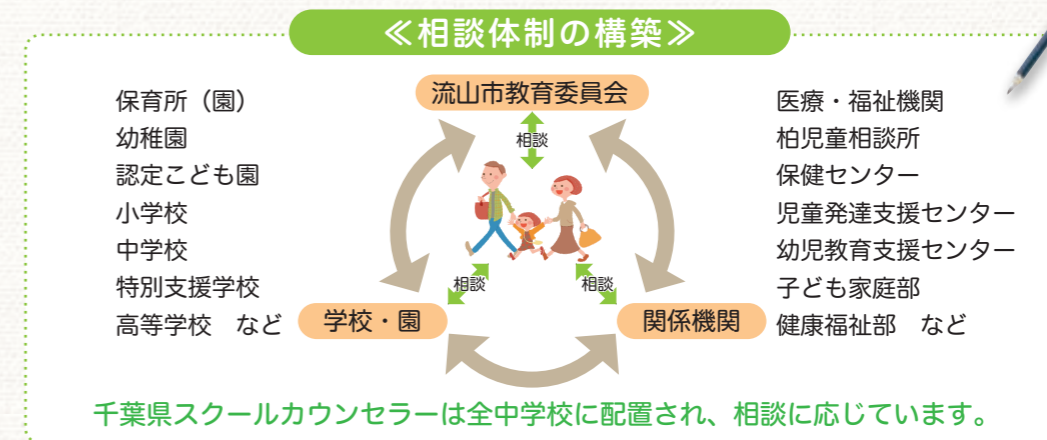 ≪相談体制の構築≫
流山市教育委員会
相談
保育所（園）
幼稚園
認定こども園
小学校
中学校
特別支援学校
高等学校　など
医療・福祉機関
柏児童相談所
保健センター
児童発達支援センター
幼児教育支援センター
子ども家庭部
健康福祉部　など
相談
相談
学校・園
関係機関
千葉県スクールカウンセラーは全中学校に配置され、相談に応じています。